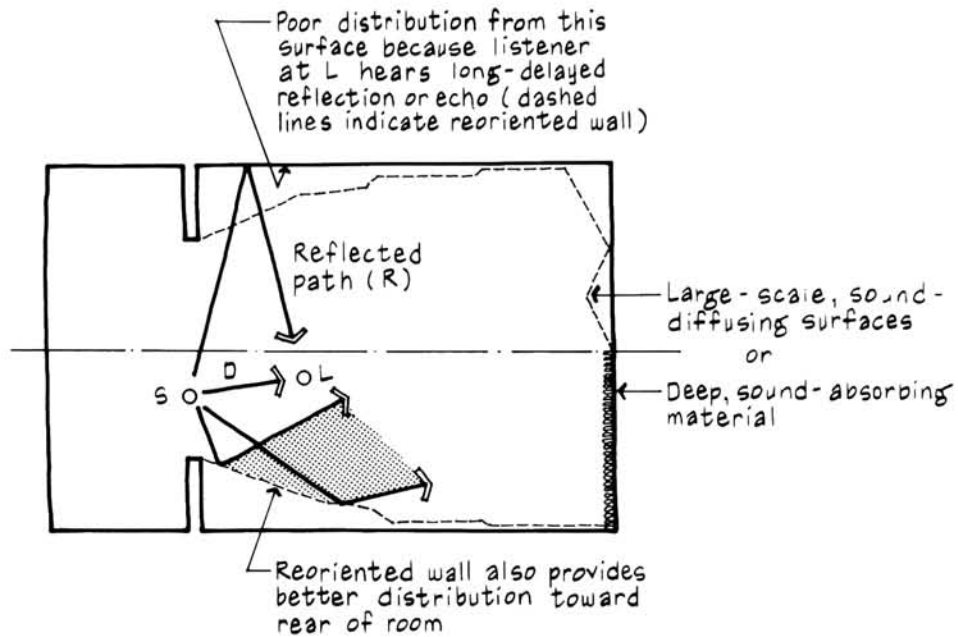 Poor distribution from this
surface because listener
at L hears long-delayed
reflection or echo (dashed
lines indicate reoriented wall)
Reflected
path (R)
Large-scale, sound-
diffusing surfaces
or
Deep, sound-absorbing
material
S
D
L
Reoriented wall also provides
better distribution toward
rear of room